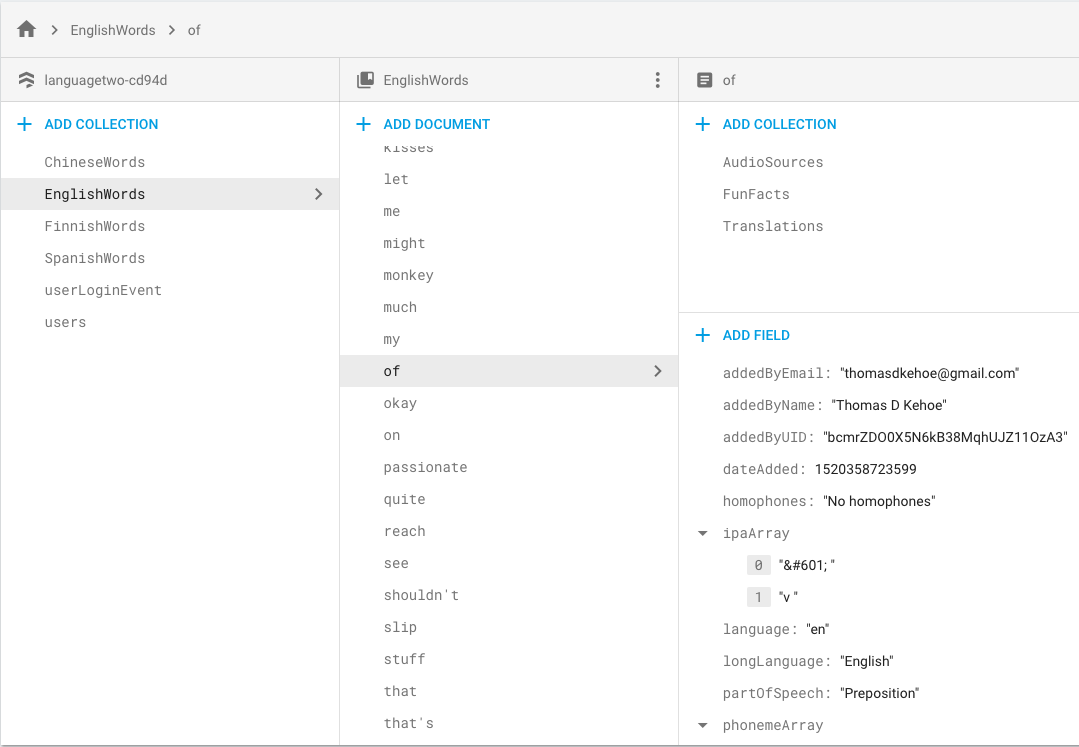 EnglishWords > of
languagetwo-cd94d
ADD COLLECTION
ChineseWords
EnglishWords
FinnishWords
SpanishWords
userLoginEvent
users
EnglishWords
ADD DOCUMENT
kisses
let
me
might
monkey
much
my
of
okay
on
passionate
quite
reach
see
shouldn't
slip
stuff
that
that's
of
ADD COLLECTION
AudioSources
FunFacts
Translations
ADD FIELD
addedByEmail: "thomasdkehoe@gmail.com"
addedByName: "Thomas D Kehoe"
addedByUID: "bcmrZDO0X5N6kB38MqhUJZ11OzA3"
dateAdded: 1520358723599
homophones: "No homophones"
ipaArray
0 "&#601; "
1 "v "
language: "en"
longLanguage: "English"
partOfSpeech: "Preposition"
phonemeArray